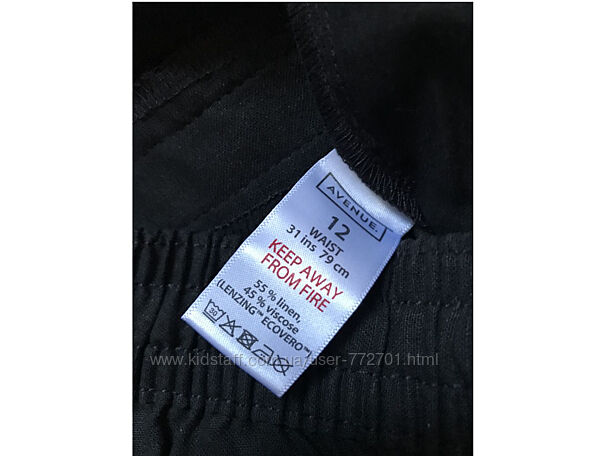 AVENUE.
12
WAIST
31 ins 79 cm
KEEP AWAY
FROM FIRE
55 % linen,
45 % viscose
(LENZING™ ECOVERO™)
30
www.kidstaff.com.ua/user-772701.html